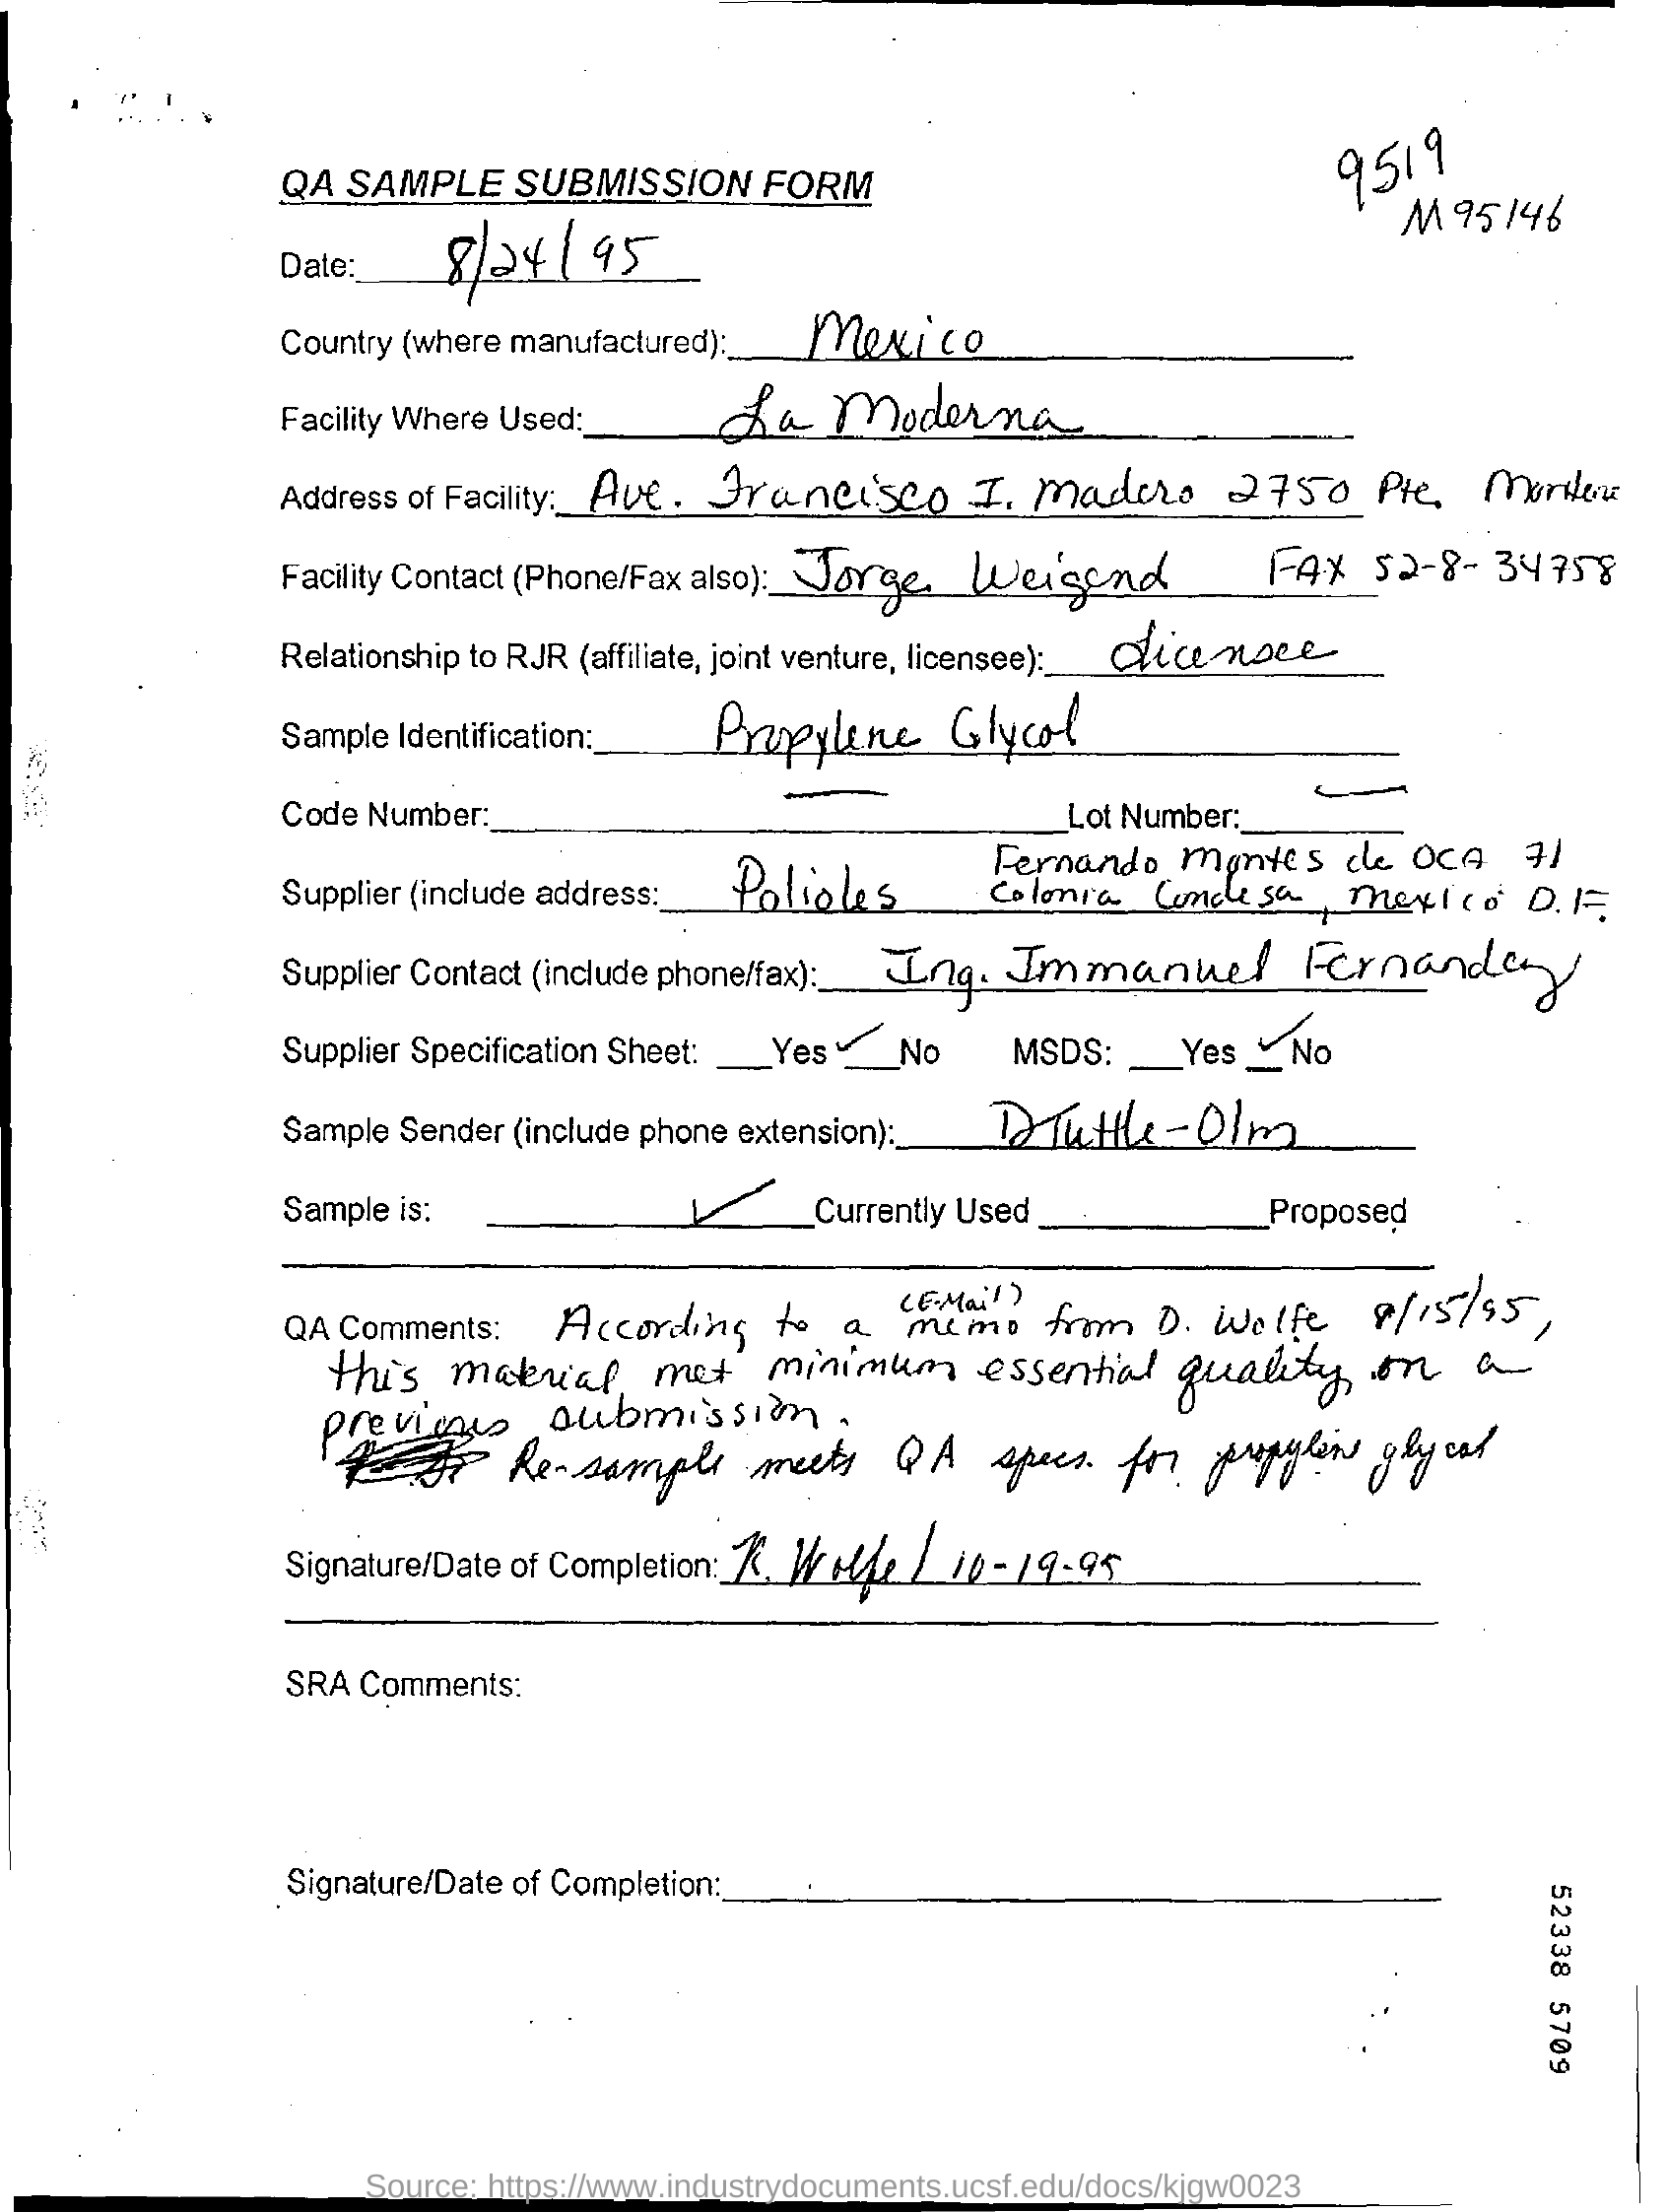 9519
M95146
QA SAMPLE SUBMISSION FORM
Date: 8/24/95
Country (where manufactured): Mexico
Facility Where Used: La Moderna
Address of Facility: Ave. Francisco I. Madero 2750 Pte.
Facility Contact (Phone/Fax also): Jorge Weigend FAX 52-8-34758
Relationship to RJR (affiliate, joint venture, licensee): Licensee
Sample Identification: Propylene Glycol
Code Number: — Lot Number: —
Fernando Montes de OCA 71
Supplier (include address: Polioles Colonia Condesa, Mexico D.F.
Supplier Contact (include phone/fax): Ing. Immanuel Fernandez
Supplier Specification Sheet: __Yes ✓ No MSDS: __Yes ✓ No
Sample Sender (include phone extension): DTuttle-Olm
Sample is: ✓ Currently Used ____ Proposed
(E-Mail)
QA Comments: According to a memo from D. Wolfe 8/15/95,
this material met minimum essential quality on a
previous submission.
Re-sample meets QA specs. for propylene glycol
Signature/Date of Completion: R. Wolfe / 10-19-95
SRA Comments:
Signature/Date of Completion:
52338 5709
Source: https://www.industrydocuments.ucsf.edu/docs/kjgw0023